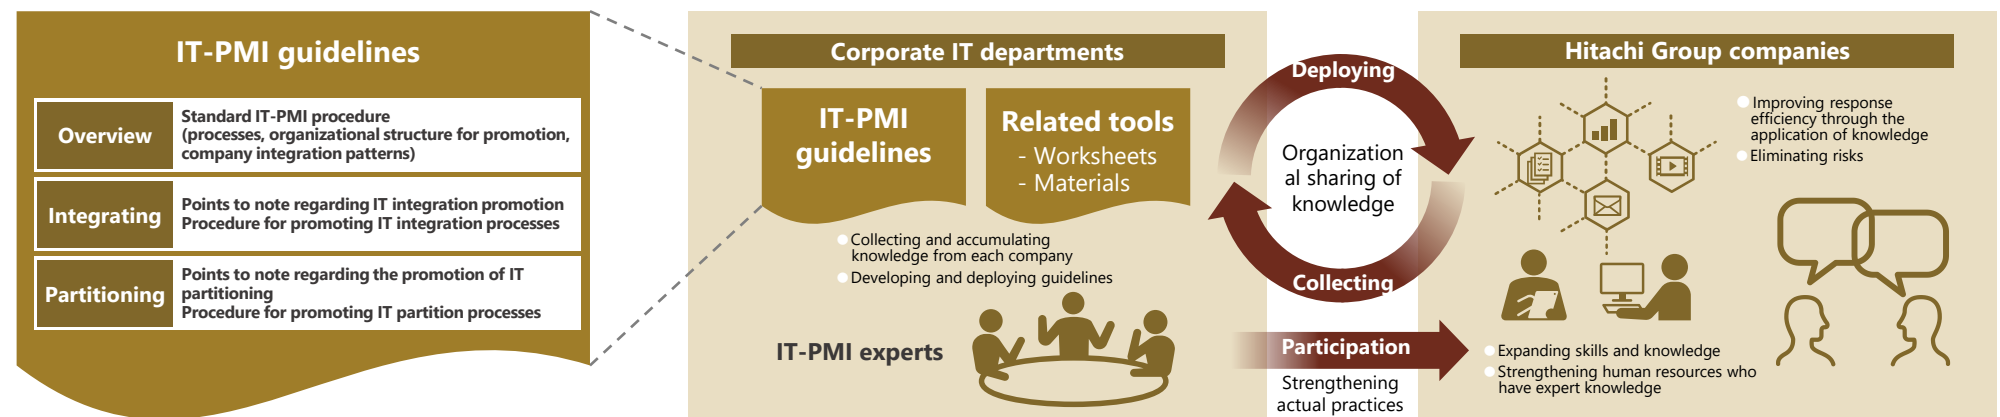 IT-PMI guidelines
Overview
Standard IT-PMI procedure
(processes, organizational structure for promotion,
company integration patterns)
Integrating
Points to note regarding IT integration promotion
Procedure for promoting IT integration processes
Partitioning
Points to note regarding the promotion of IT
partitioning
Procedure for promoting IT partition processes
Corporate IT departments
IT-PMI
guidelines
Related tools
- Worksheets
- Materials
Collecting and accumulating
knowledge from each company
Developing and deploying guidelines
IT-PMI experts
Deploying
Organization
al sharing of
knowledge
Collecting
Participation
Strengthening
actual practices
Hitachi Group companies
Improving response
efficiency through the
application of knowledge
Eliminating risks
Expanding skills and knowledge
Strengthening human resources who
have expert knowledge